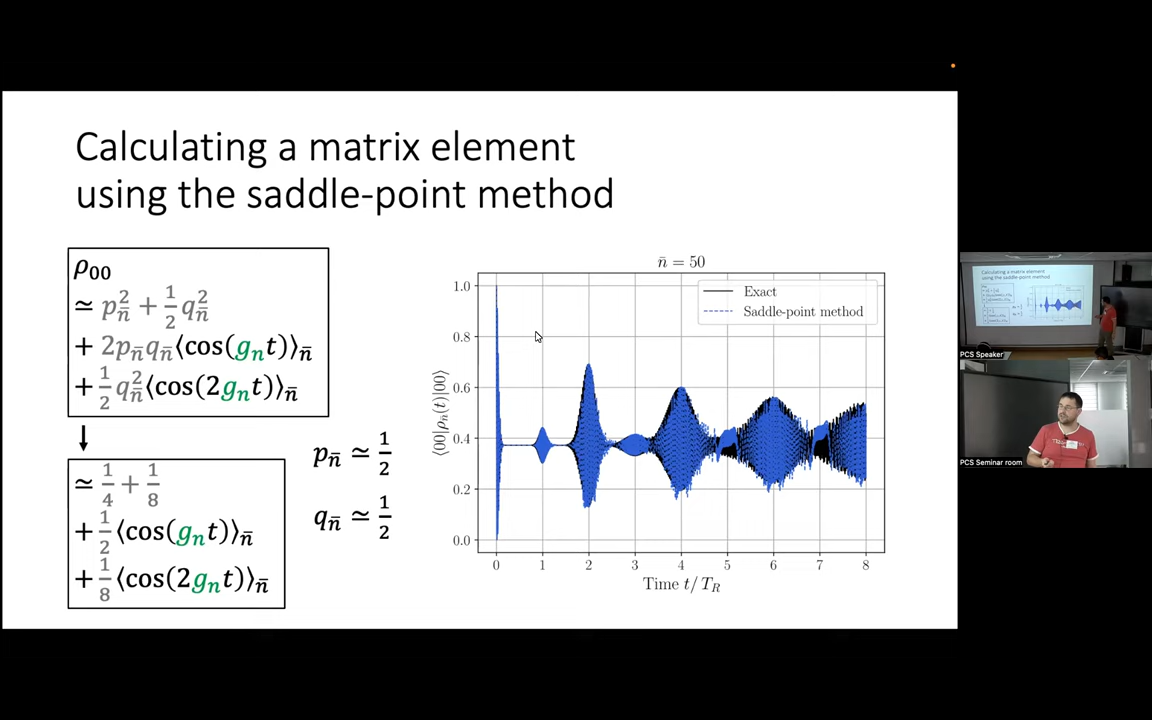 Calculating a matrix element
using the saddle-point method
ρ₀₀
≃ p²_n̄ + 1/2 q²_n̄
+ 2p_n̄ q_n̄⟨cos(g_n t)⟩_n̄
+ 1/2 q²_n̄⟨cos(2g_n t)⟩_n̄
↓
≃ 1/4 + 1/8
+ 1/2 ⟨cos(g_n t)⟩_n̄
+ 1/8 ⟨cos(2g_n t)⟩_n̄
p_n̄ ≃ 1/2
q_n̄ ≃ 1/2
n̄ = 50
Exact
Saddle-point method
⟨00|ρ_n̄(t)|00⟩
1.0
0.8
0.6
0.4
0.2
0.0
0 1 2 3 4 5 6 7 8
Time t/T_R
PCS Speaker
PCS Seminar room